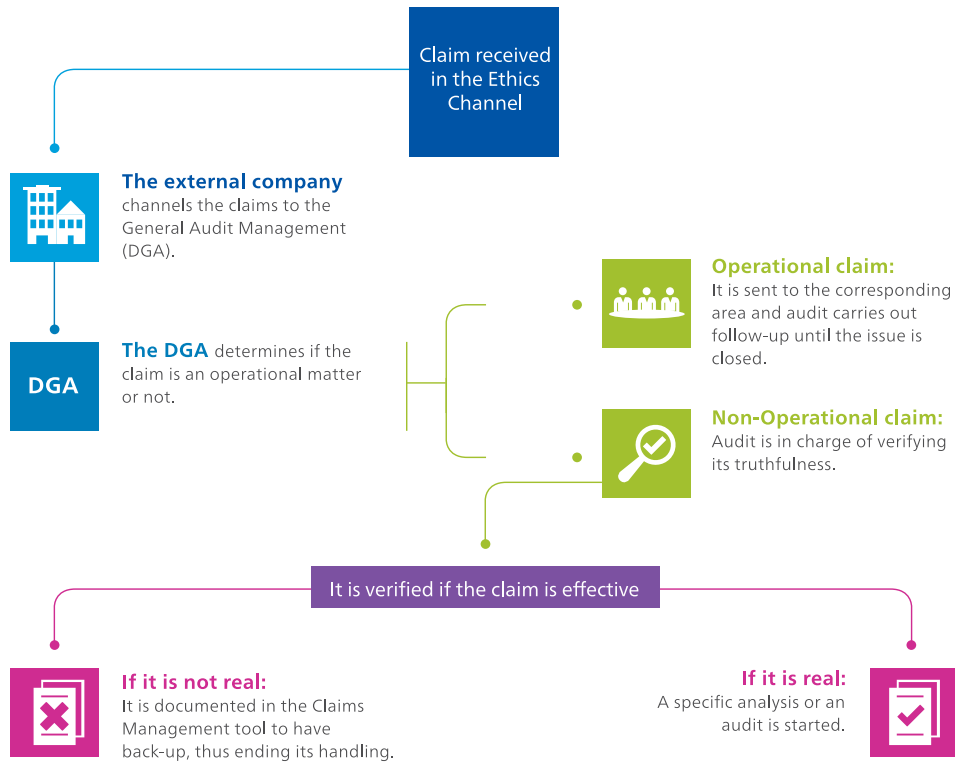 Claim received
in the Ethics
Channel
The external company
channels the claims to the
General Audit Management
(DGA).
Operational claim:
It is sent to the corresponding
area and audit carries out
follow-up until the issue is
closed.
DGA
The DGA determines if the
claim is an operational matter
or not.
Non-Operational claim:
Audit is in charge of verifying
its truthfulness.
It is verified if the claim is effective
If it is not real:
It is documented in the Claims
Management tool to have
back-up, thus ending its handling.
If it is real:
A specific analysis or an
audit is started.